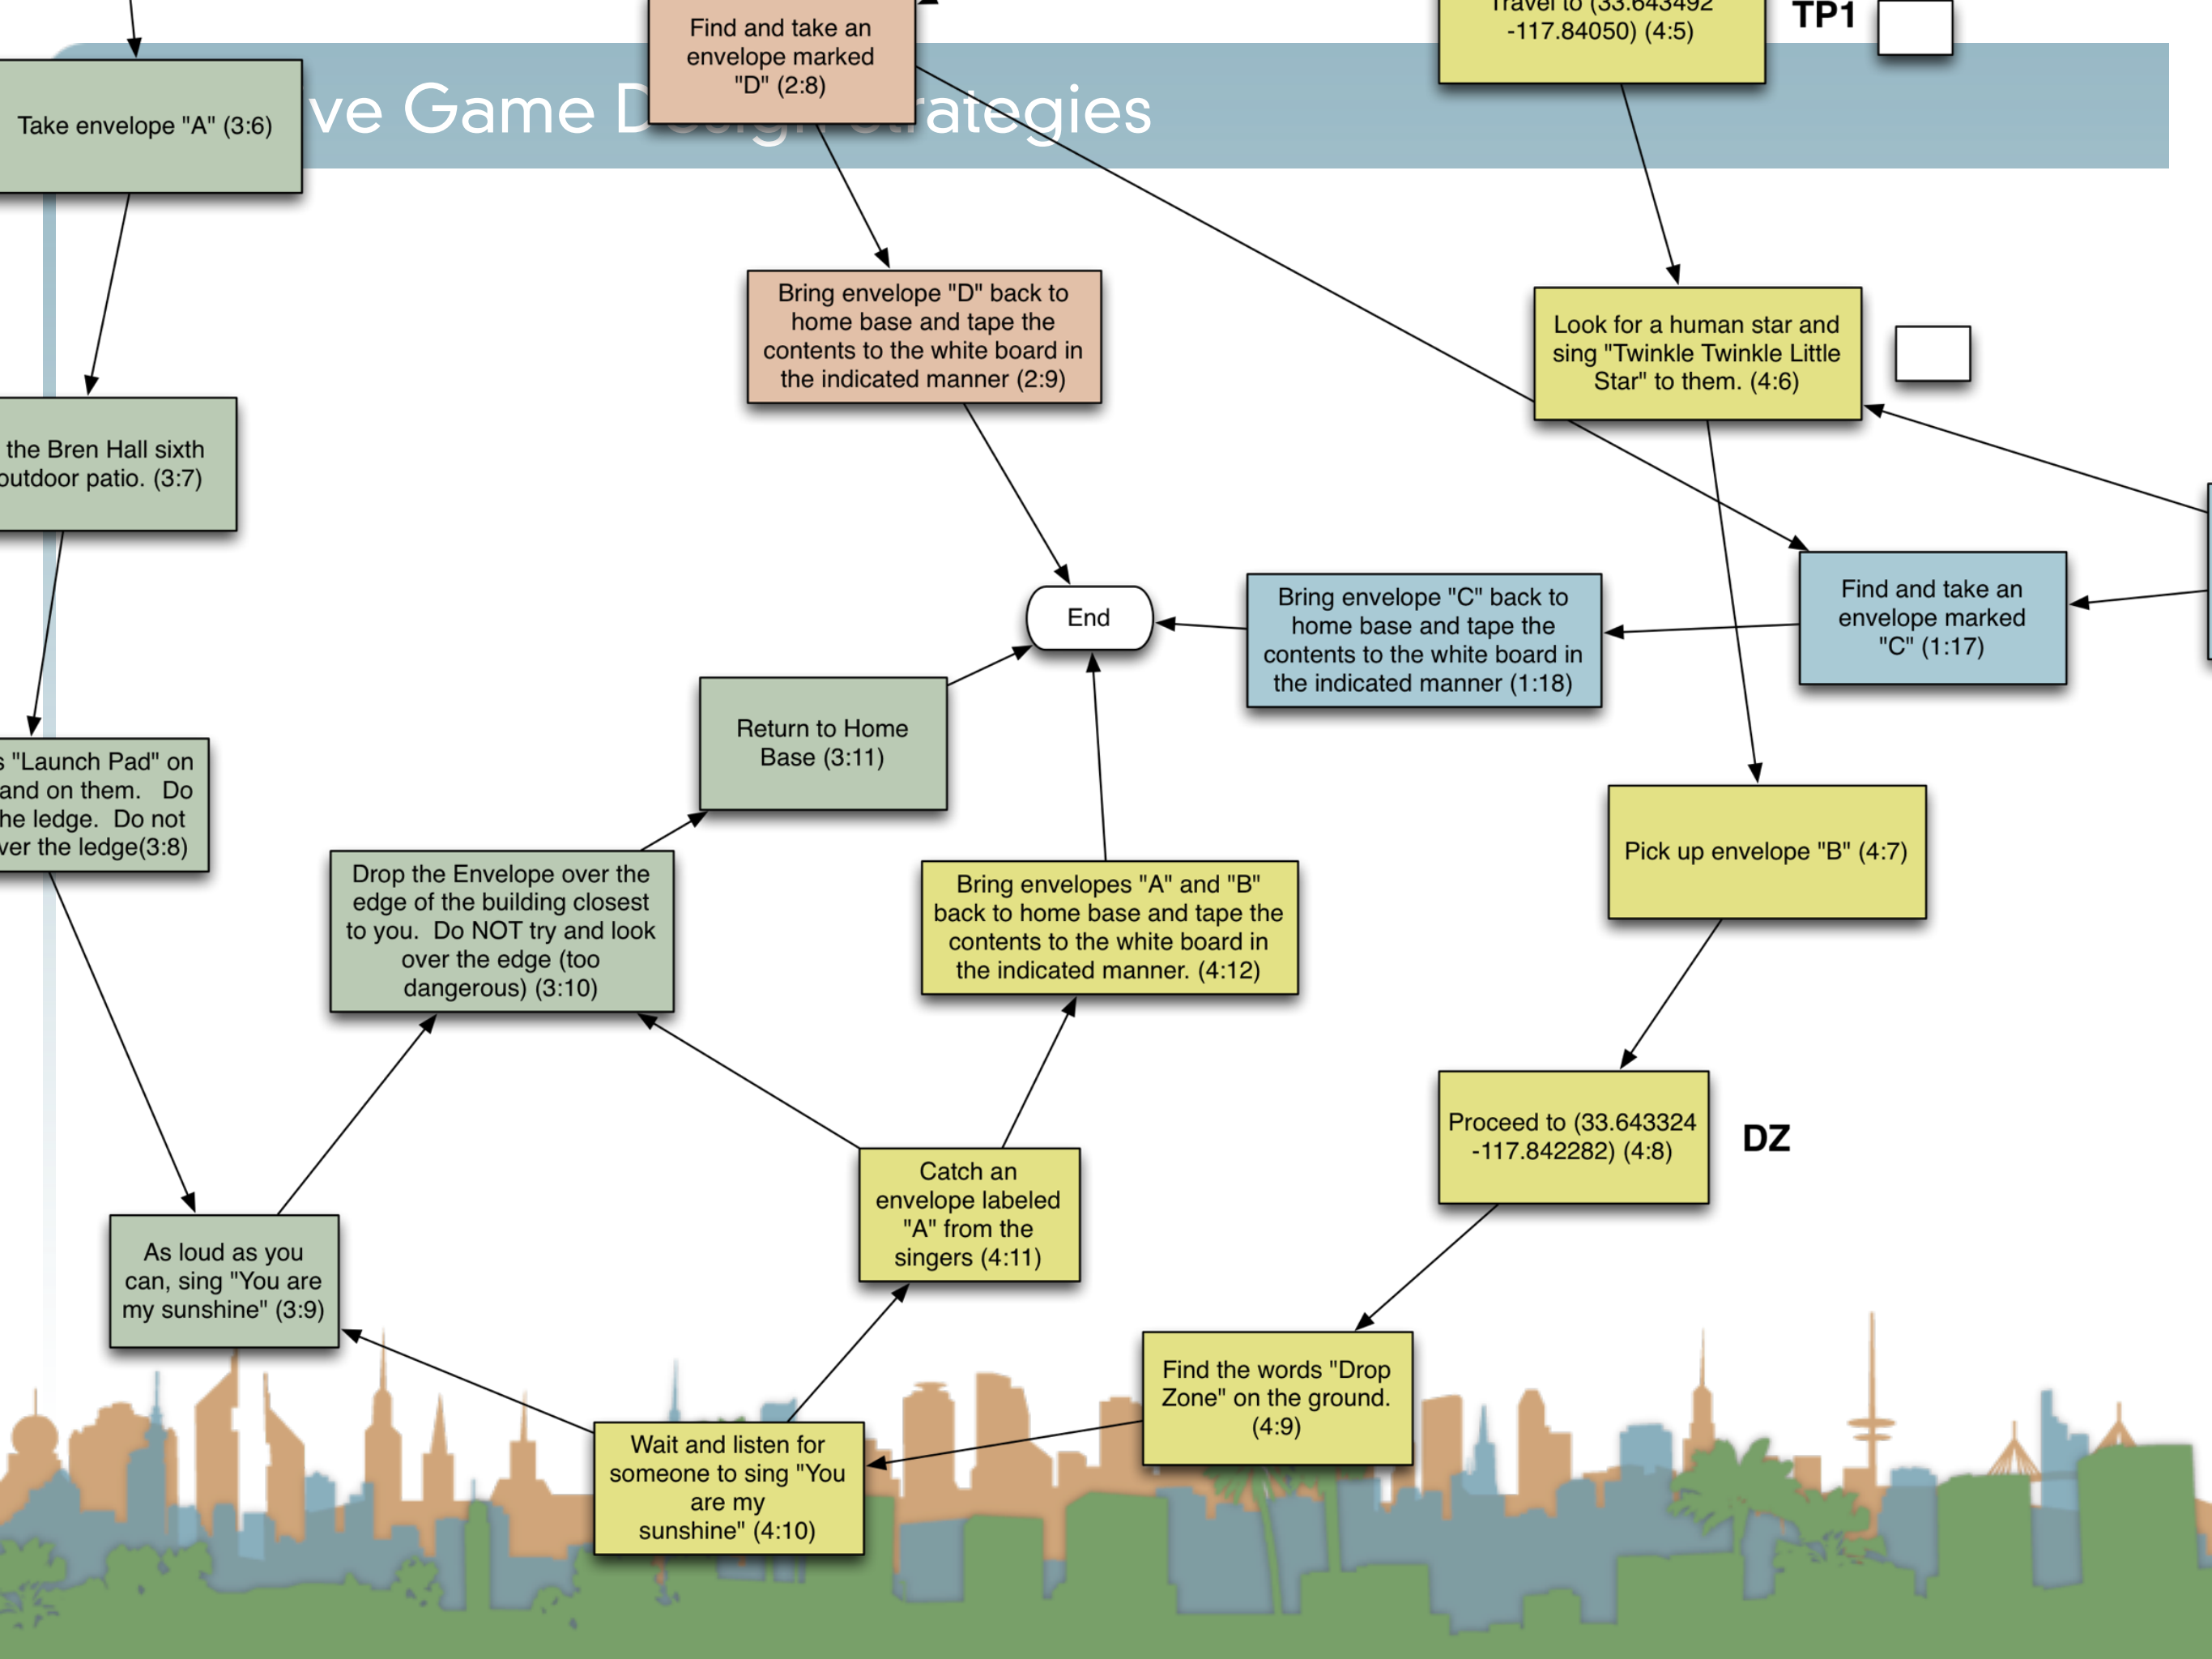 Travel to (33.643492
-117.84050) (4:5)
TP1
Find and take an
envelope marked
"D" (2:8)
Take envelope "A" (3:6)
ve Game Design Strategies
Bring envelope "D" back to
home base and tape the
contents to the white board in
the indicated manner (2:9)
Look for a human star and
sing "Twinkle Twinkle Little
Star" to them. (4:6)
the Bren Hall sixth
outdoor patio. (3:7)
End
Bring envelope "C" back to
home base and tape the
contents to the white board in
the indicated manner (1:18)
Find and take an
envelope marked
"C" (1:17)
Return to Home
Base (3:11)
s "Launch Pad" on
and on them. Do
he ledge. Do not
ver the ledge(3:8)
Pick up envelope "B" (4:7)
Drop the Envelope over the
edge of the building closest
to you. Do NOT try and look
over the edge (too
dangerous) (3:10)
Bring envelopes "A" and "B"
back to home base and tape the
contents to the white board in
the indicated manner. (4:12)
Proceed to (33.643324
-117.842282) (4:8)
DZ
Catch an
envelope labeled
"A" from the
singers (4:11)
As loud as you
can, sing "You are
my sunshine" (3:9)
Find the words "Drop
Zone" on the ground.
(4:9)
Wait and listen for
someone to sing "You
are my
sunshine" (4:10)